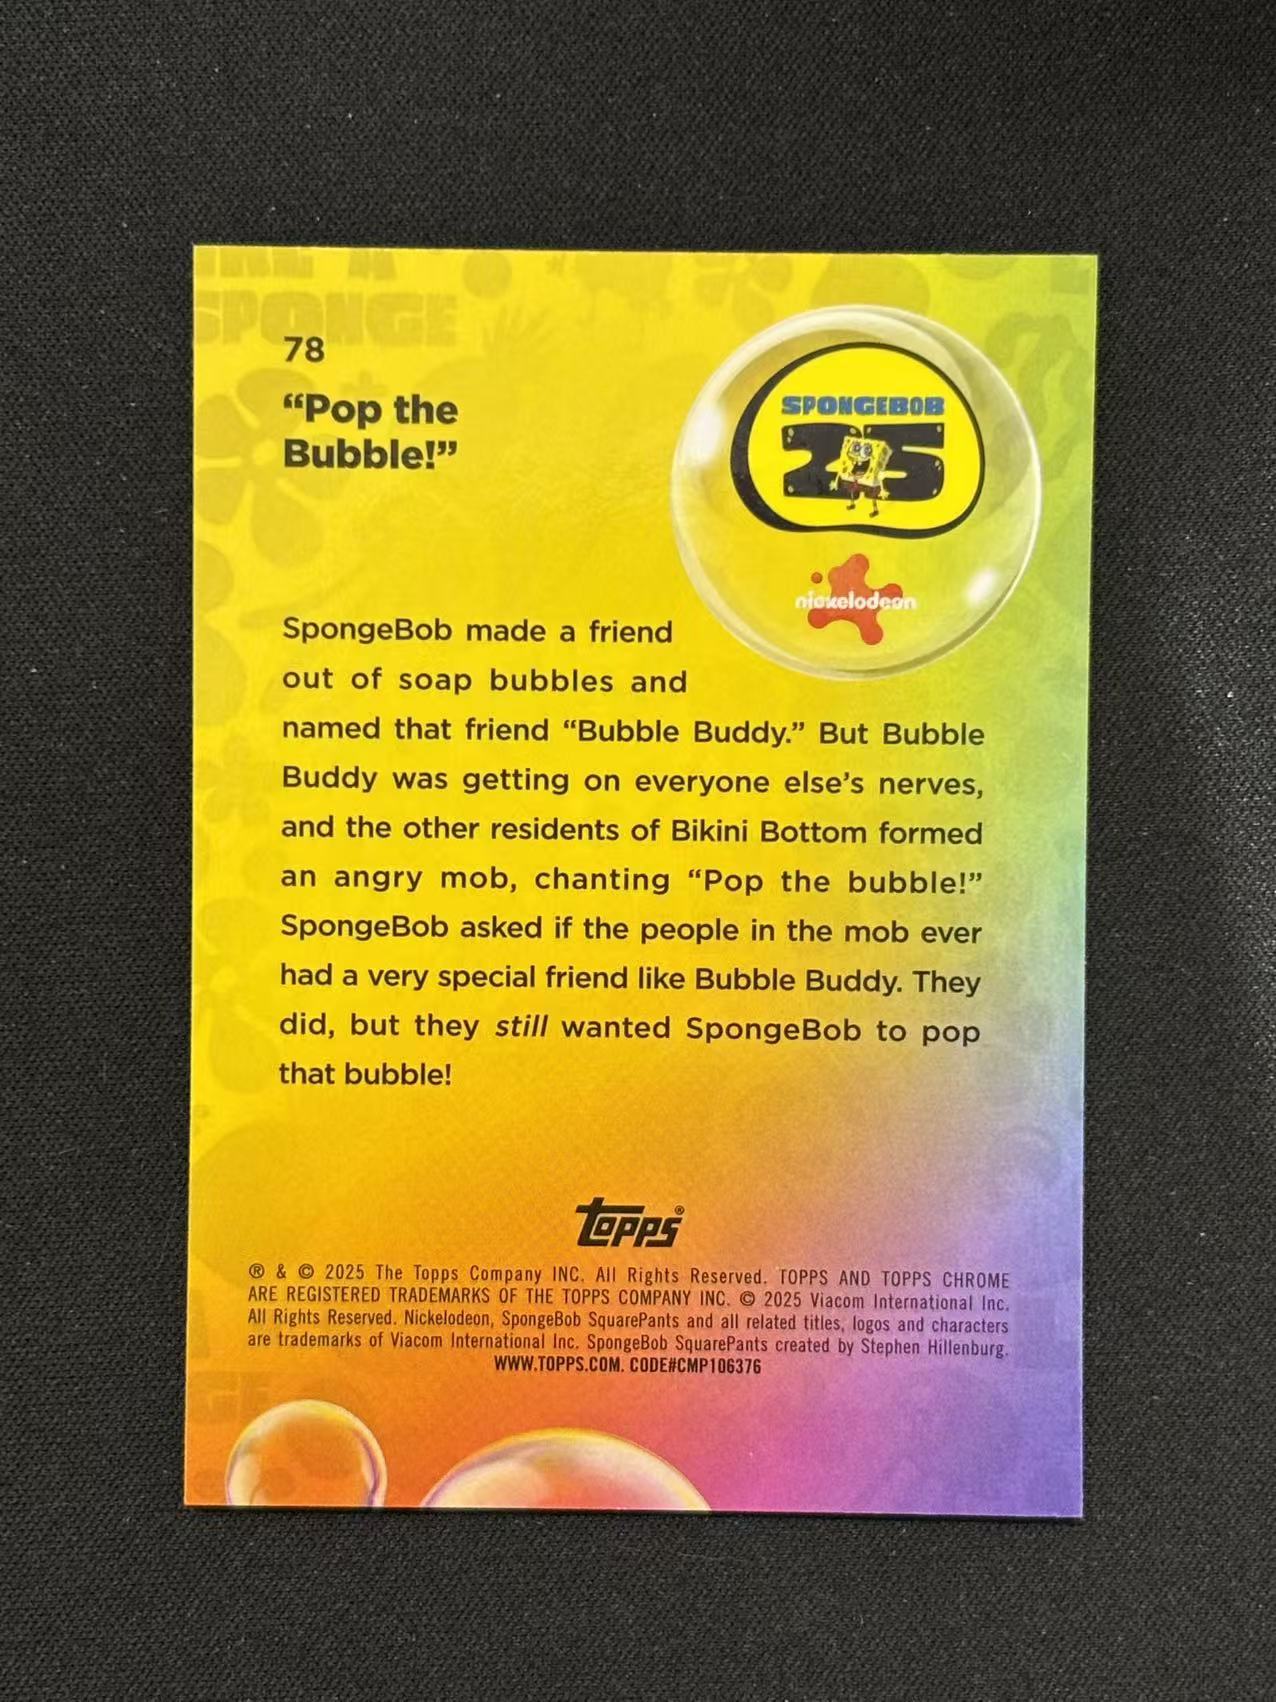 78
“Pop the
Bubble!”
SPONGEBOB
25
nickelodeon
SpongeBob made a friend
out of soap bubbles and
named that friend “Bubble Buddy.” But Bubble
Buddy was getting on everyone else’s nerves,
and the other residents of Bikini Bottom formed
an angry mob, chanting “Pop the bubble!”
SpongeBob asked if the people in the mob ever
had a very special friend like Bubble Buddy. They
did, but they still wanted SpongeBob to pop
that bubble!
topps®
® & © 2025 The Topps Company INC. All Rights Reserved. TOPPS AND TOPPS CHROME
ARE REGISTERED TRADEMARKS OF THE TOPPS COMPANY INC. © 2025 Viacom International Inc.
All Rights Reserved. Nickelodeon, SpongeBob SquarePants and all related titles, logos and characters
are trademarks of Viacom International Inc. SpongeBob SquarePants created by Stephen Hillenburg.
WWW.TOPPS.COM. CODE#CMP106376